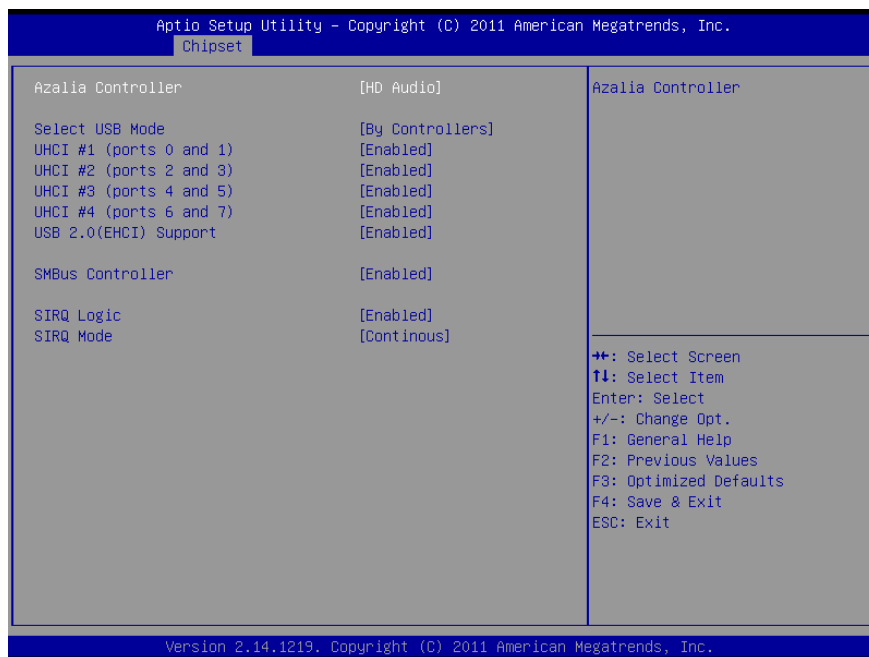 Aptio Setup Utility – Copyright (C) 2011 American Megatrends, Inc.
Chipset
Azalia Controller [HD Audio]
Select USB Mode [By Controllers]
UHCI #1 (ports 0 and 1) [Enabled]
UHCI #2 (ports 2 and 3) [Enabled]
UHCI #3 (ports 4 and 5) [Enabled]
UHCI #4 (ports 6 and 7) [Enabled]
USB 2.0(EHCI) Support [Enabled]
SMBus Controller [Enabled]
SIRQ Logic [Enabled]
SIRQ Mode [Continous]
Azalia Controller
→←: Select Screen
↑↓: Select Item
Enter: Select
+/-: Change Opt.
F1: General Help
F2: Previous Values
F3: Optimized Defaults
F4: Save & Exit
ESC: Exit
Version 2.14.1219. Copyright (C) 2011 American Megatrends, Inc.